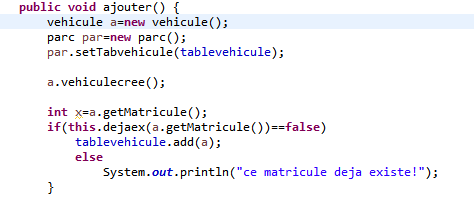 public void ajouter() {
vehicule a=new vehicule();
parc par=new parc();
par.setTabvehicule(tablevehicule);
a.vehiculecree();
int x=a.getMatricule();
if(this.dejaex(a.getMatricule())==false)
tablevehicule.add(a);
else
System.out.println("ce matricule deja existe!");
}